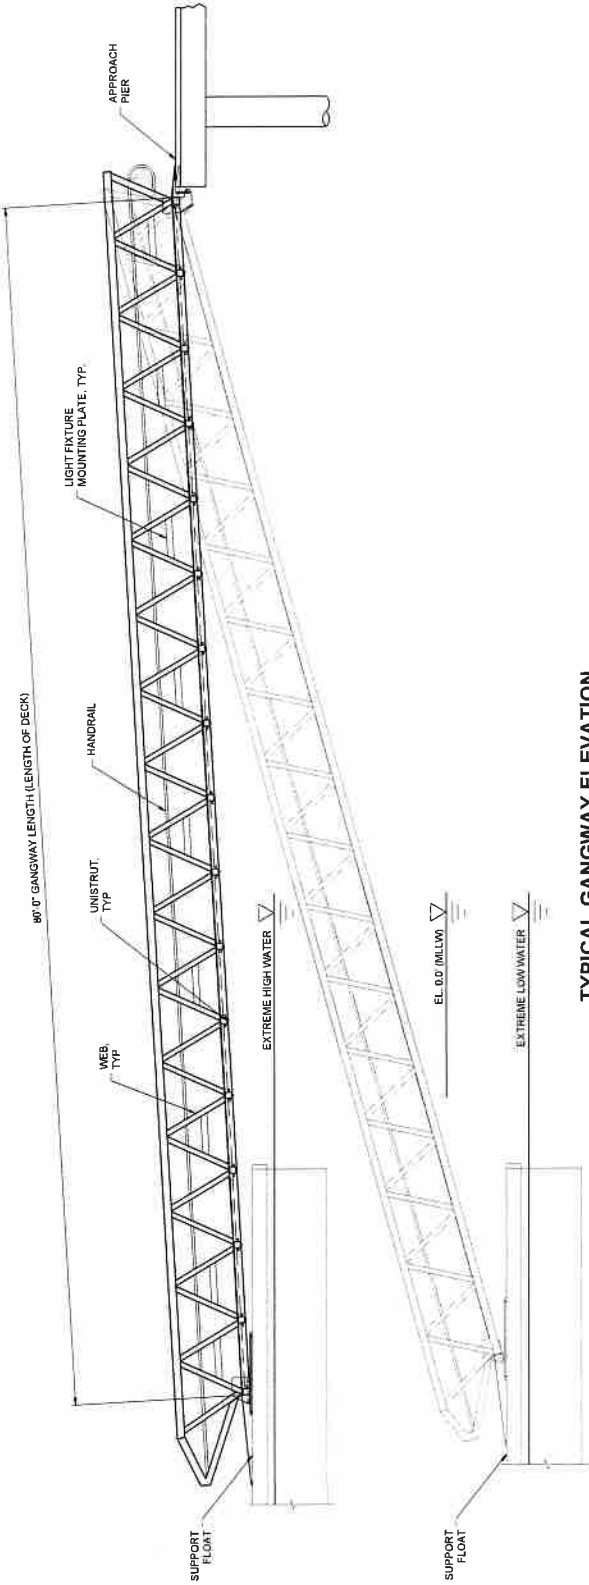 APPROACH
PIER
LIGHT FIXTURE
MOUNTING PLATE, TYP.
80'-0" GANGWAY LENGTH (LENGTH OF DECK)
HANDRAIL
UNISTRUT,
TYP
WEB,
TYP
EXTREME HIGH WATER
EL. 0.0' (MLLW)
EXTREME LOW WATER
SUPPORT
FLOAT
SUPPORT
FLOAT
TYPICAL GANGWAY ELEVATION